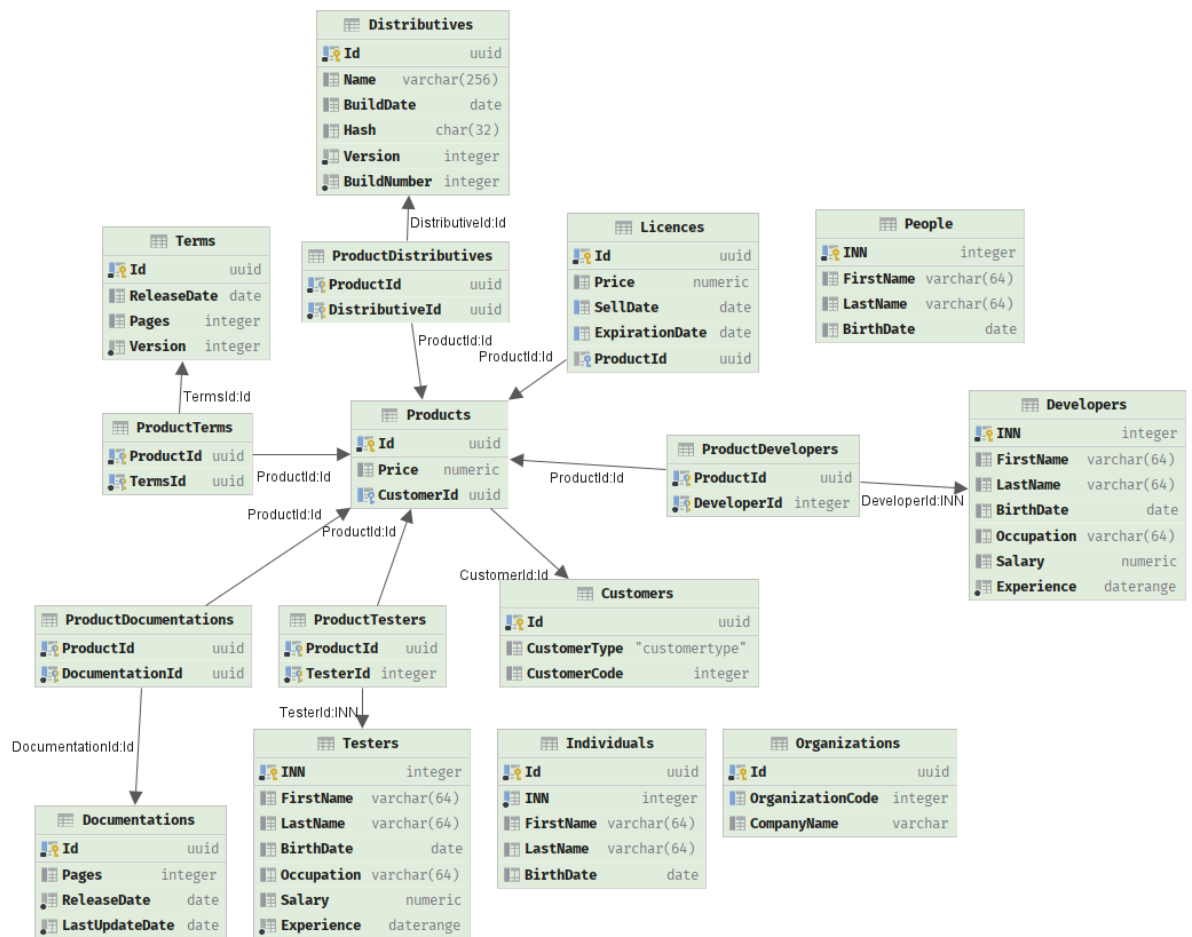 Distributives
Id uuid
Name varchar(256)
BuildDate date
Hash char(32)
Version integer
BuildNumber integer
DistributiveId:Id
Terms
Id uuid
ReleaseDate date
Pages integer
Version integer
ProductDistributives
ProductId uuid
DistributiveId uuid
Licences
Id uuid
Price numeric
SellDate date
ExpirationDate date
ProductId uuid
People
INN integer
FirstName varchar(64)
LastName varchar(64)
BirthDate date
ProductId:Id
ProductId:Id
TermsId:Id
ProductTerms
ProductId uuid
TermsId uuid
ProductId:Id
Products
Id uuid
Price numeric
CustomerId uuid
ProductDevelopers
ProductId uuid
DeveloperId integer
ProductId:Id
DeveloperId:INN
Developers
INN integer
FirstName varchar(64)
LastName varchar(64)
BirthDate date
Occupation varchar(64)
Salary numeric
Experience daterange
ProductId:Id
ProductId:Id
CustomerId:Id
ProductDocumentations
ProductId uuid
DocumentationId uuid
ProductTesters
ProductId uuid
TesterId integer
Customers
Id uuid
CustomerType "customertype"
CustomerCode integer
TesterId:INN
DocumentationId:Id
Testers
INN integer
FirstName varchar(64)
LastName varchar(64)
BirthDate date
Occupation varchar(64)
Salary numeric
Experience daterange
Individuals
Id uuid
INN integer
FirstName varchar(64)
LastName varchar(64)
BirthDate date
Organizations
Id uuid
OrganizationCode integer
CompanyName varchar
Documentations
Id uuid
Pages integer
ReleaseDate date
LastUpdateDate date